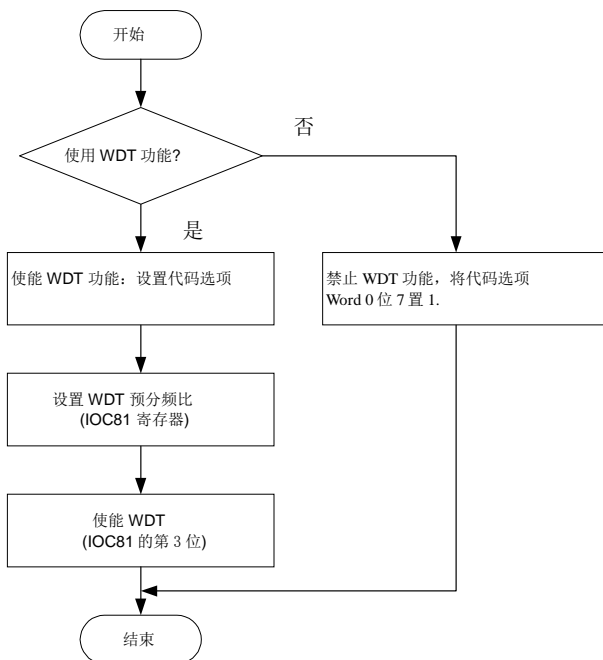 开始
使用 WDT 功能?
否
是
使能 WDT 功能：设置代码选项
禁止 WDT 功能，将代码选项
Word 0 位 7 置 1.
设置 WDT 预分频比
(IOC81 寄存器)
使能 WDT
(IOC81 的第 3 位)
结束